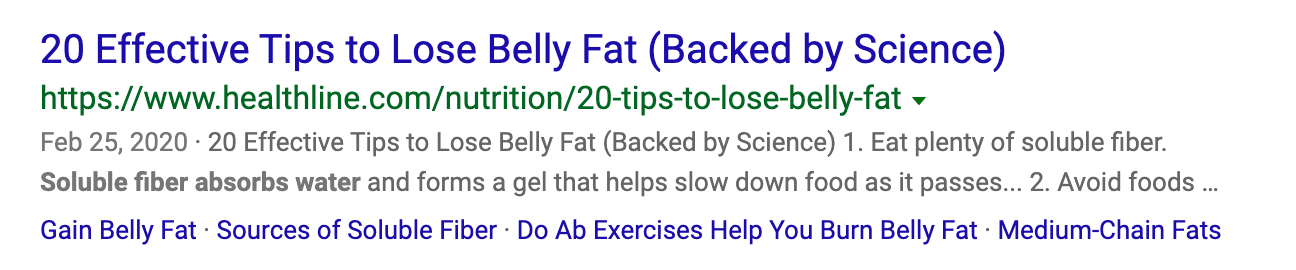 20 Effective Tips to Lose Belly Fat (Backed by Science)
https://www.healthline.com/nutrition/20-tips-to-lose-belly-fat
Feb 25, 2020 · 20 Effective Tips to Lose Belly Fat (Backed by Science) 1. Eat plenty of soluble fiber.
Soluble fiber absorbs water and forms a gel that helps slow down food as it passes... 2. Avoid foods ...
Gain Belly Fat · Sources of Soluble Fiber · Do Ab Exercises Help You Burn Belly Fat · Medium-Chain Fats